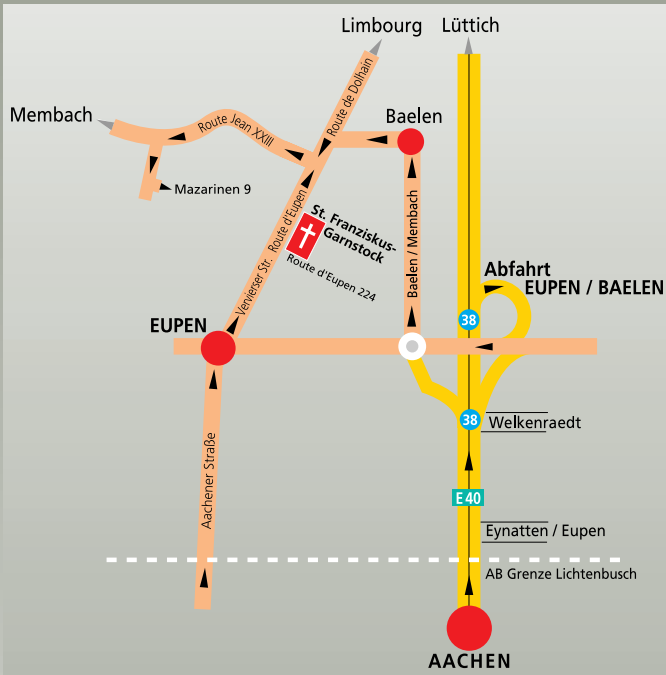 Limbourg
Lüttich
Route de Dolhain
Membach
Route Jean XXIII
Baelen
Mazarinen 9
St. Franziskus-
Garnstock
Route d'Eupen 224
Vervierser Str. Route d'Eupen
Baelen / Membach
Abfahrt
EUPEN / BAELEN
38
EUPEN
38
Welkenraedt
Aachener Straße
E 40
Eynatten / Eupen
AB Grenze Lichtenbusch
AACHEN